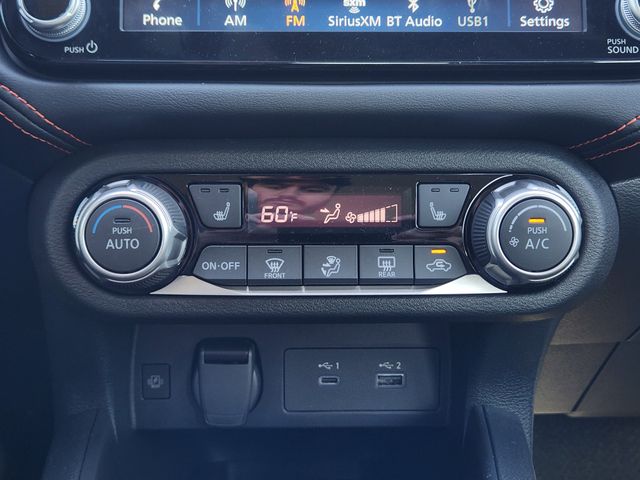 Phone AM FM SiriusXM BT Audio USB1 Settings
PUSH
PUSH SOUND
60°F
PUSH AUTO
PUSH A/C
ON·OFF FRONT REAR
1 2